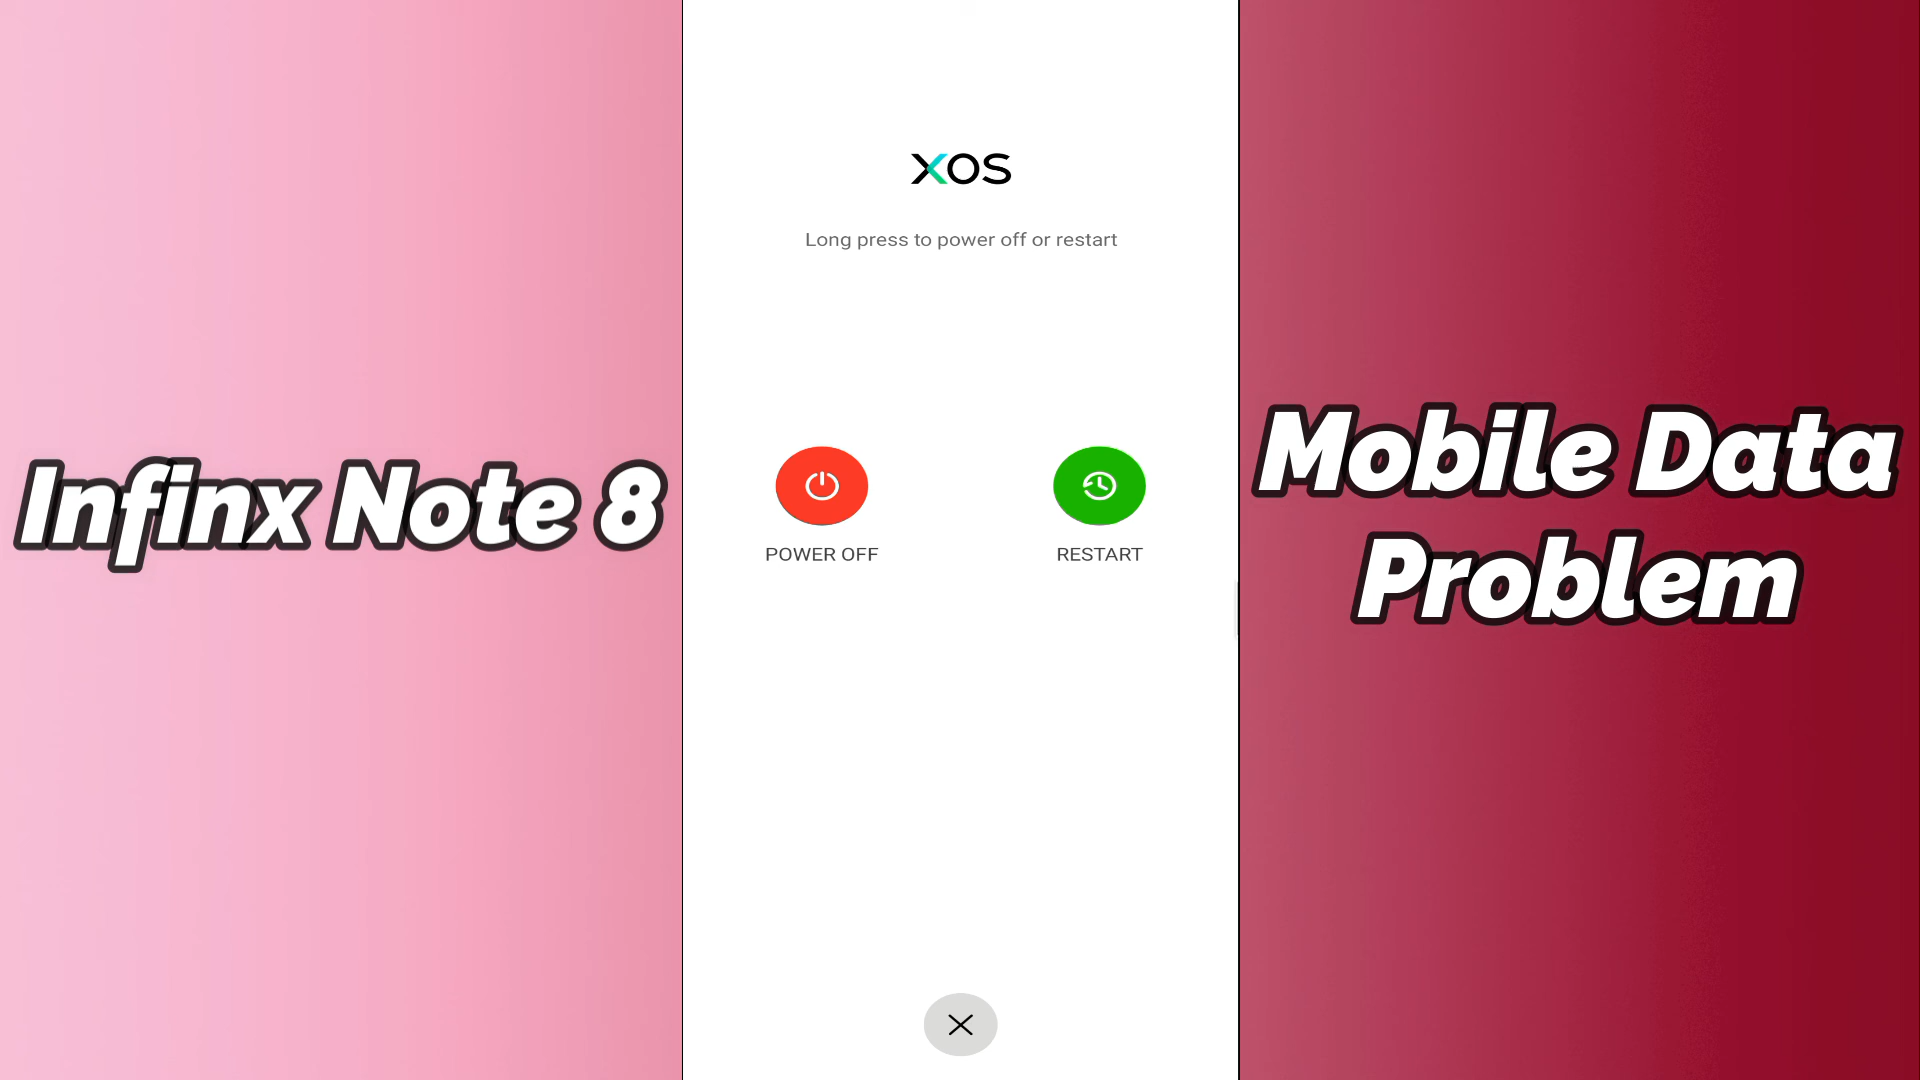 Infinx Note 8
XOS
Long press to power off or restart
POWER OFF
RESTART
Mobile Data
Problem